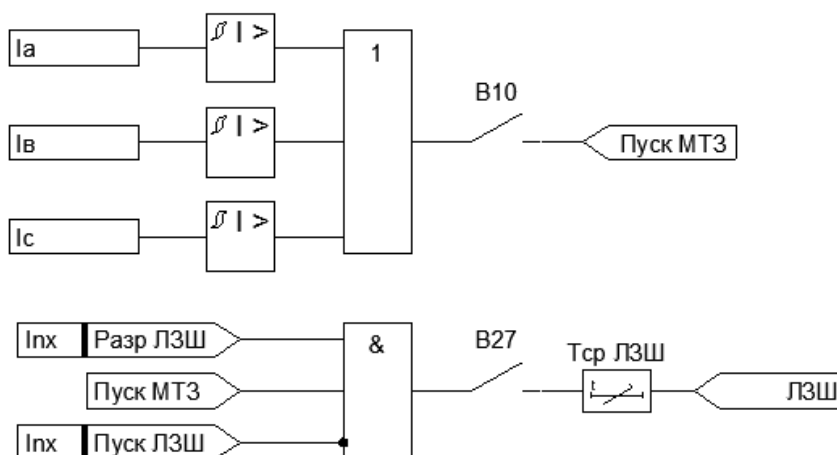 Ia
I >
1
B10
Iв
I >
Пуск МТЗ
Ic
I >
Inx Разр ЛЗШ
&
B27
Тср ЛЗШ
Пуск МТЗ
t
ЛЗШ
Inx Пуск ЛЗШ